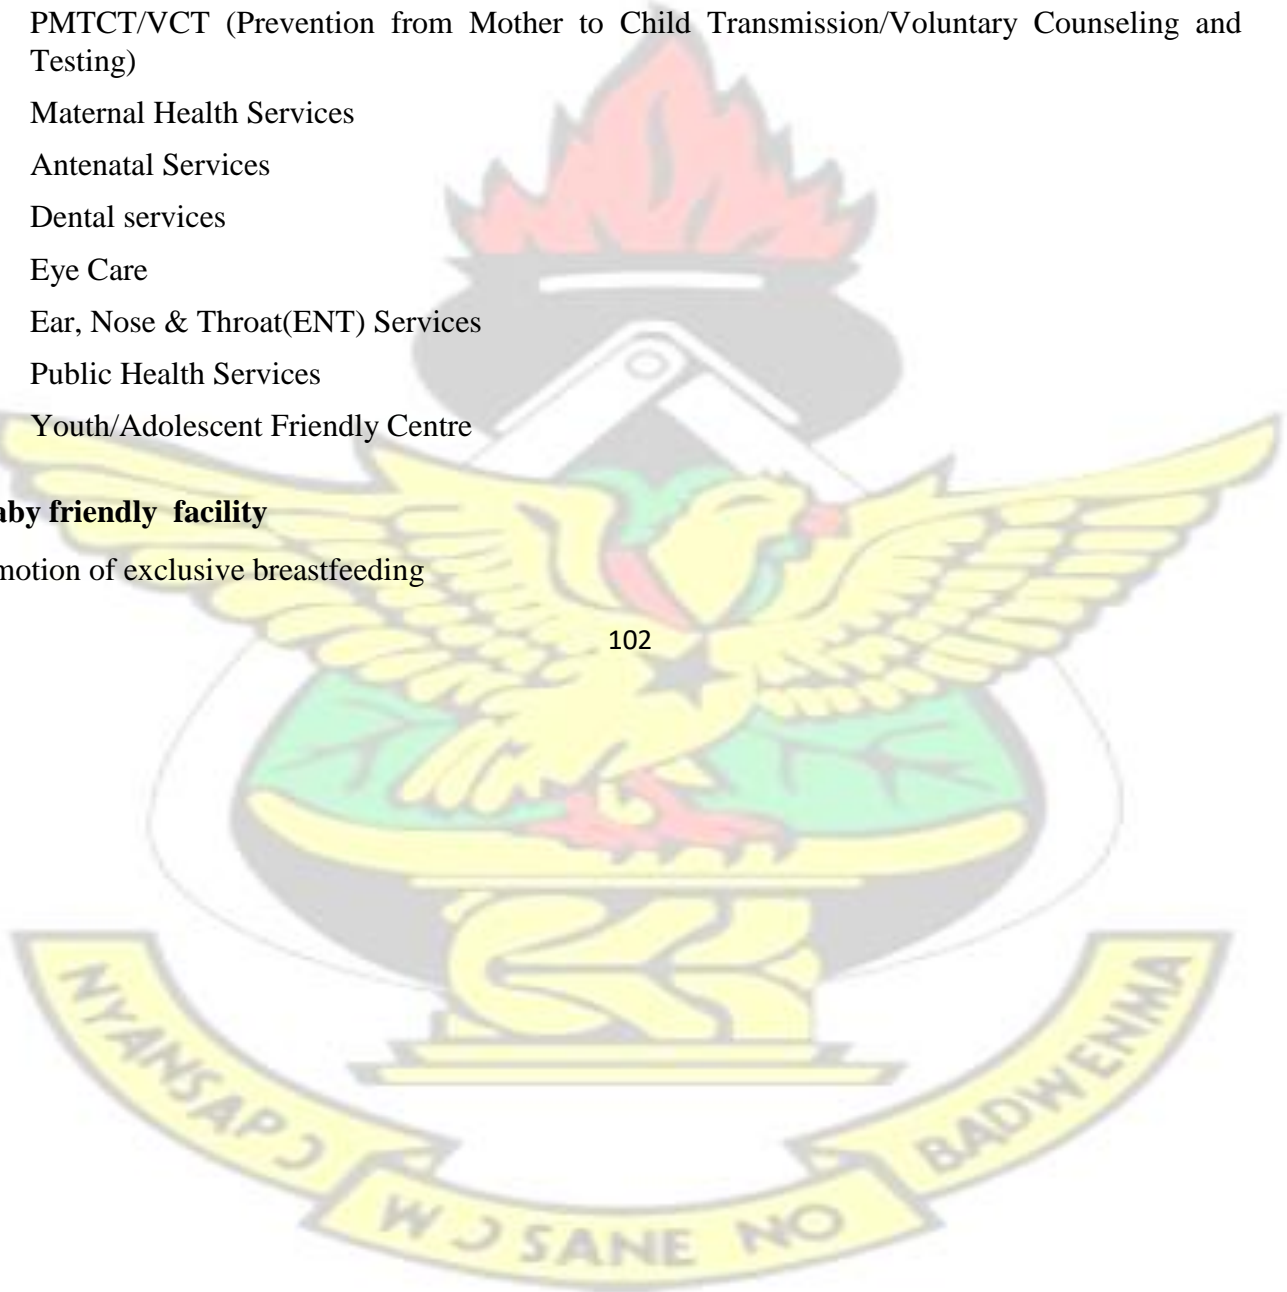 PMTCT/VCT (Prevention from Mother to Child Transmission/Voluntary Counseling and
Testing)
Maternal Health Services
Antenatal Services
Dental services
Eye Care
Ear, Nose & Throat(ENT) Services
Public Health Services
Youth/Adolescent Friendly Centre
aby friendly facility
motion of exclusive breastfeeding
102
NYANSAPƆ
WƆSANE NO
BADWENMA